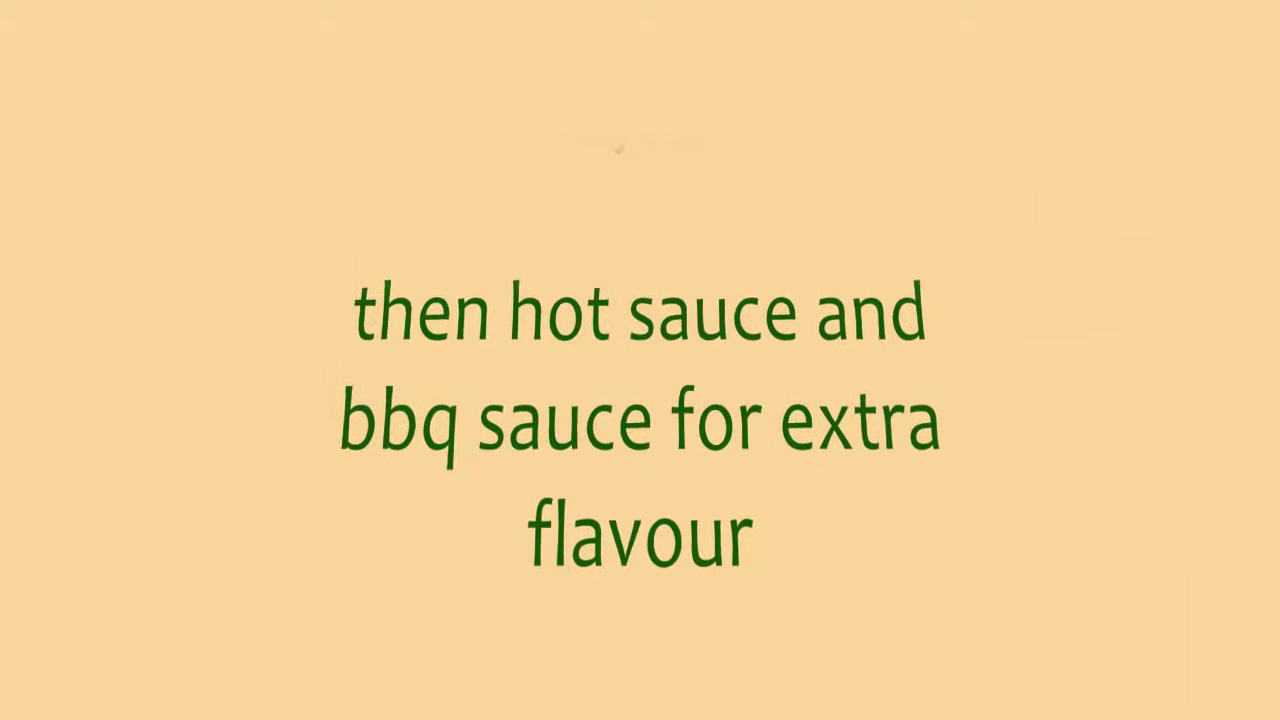 then hot sauce and
bbq sauce for extra
flavour